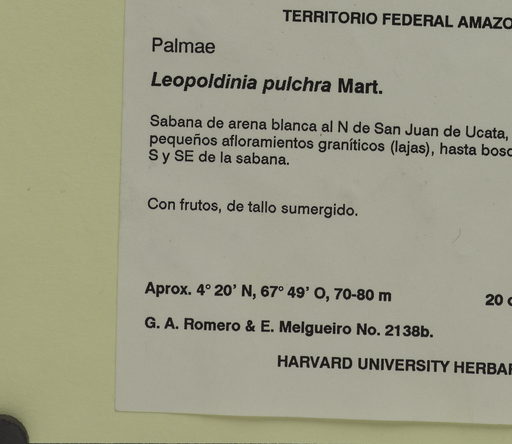 TERRITORIO FEDERAL AMAZO
Palmae
Leopoldinia pulchra Mart.
Sabana de arena blanca al N de San Juan de Ucata,
pequeños afloramientos graníticos (lajas), hasta bosc
S y SE de la sabana.
Con frutos, de tallo sumergido.
Aprox. 4° 20' N, 67° 49' O, 70-80 m 20
G. A. Romero & E. Melgueiro No. 2138b.
HARVARD UNIVERSITY HERBAR